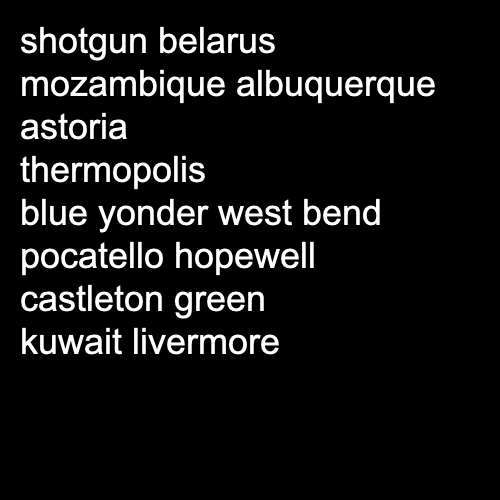 shotgun belarus
mozambique albuquerque
astoria
thermopolis
blue yonder west bend
pocatello hopewell
castleton green
kuwait livermore